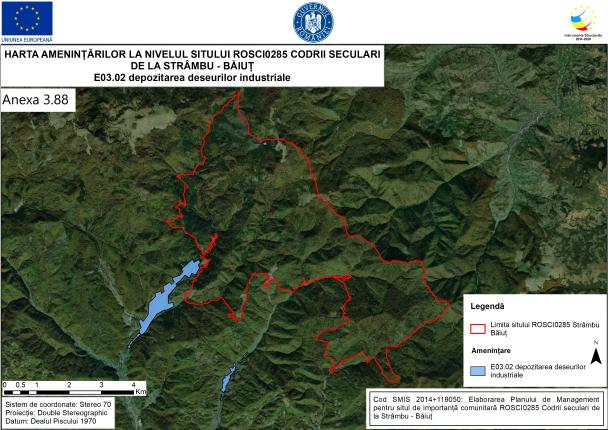 UNIUNEA EUROPEANĂ
GUVERNUL ROMÂNIEI
Instrumente Structurale
2014-2020
HARTA AMENINȚĂRILOR LA NIVELUL SITULUI ROSCI0285 CODRII SECULARI
DE LA STRÂMBU - BĂIUȚ
E03.02 depozitarea deseurilor industriale
Anexa 3.88
Legendă
Limita sitului ROSCI0285 Strâmbu
Băiuț
Amenințare
E03.02 depozitarea deseurilor
industriale
N
0 0.5 1 2 3 4
Km
Sistem de coordonate: Stereo 70
Proiecție: Double Stereographic
Datum: Dealul Piscului 1970
Cod SMIS 2014+119050: Elaborarea Planului de Management
pentru situl de importanță comunitară ROSCI0285 Codrii seculari de
la Strâmbu - Băiuț